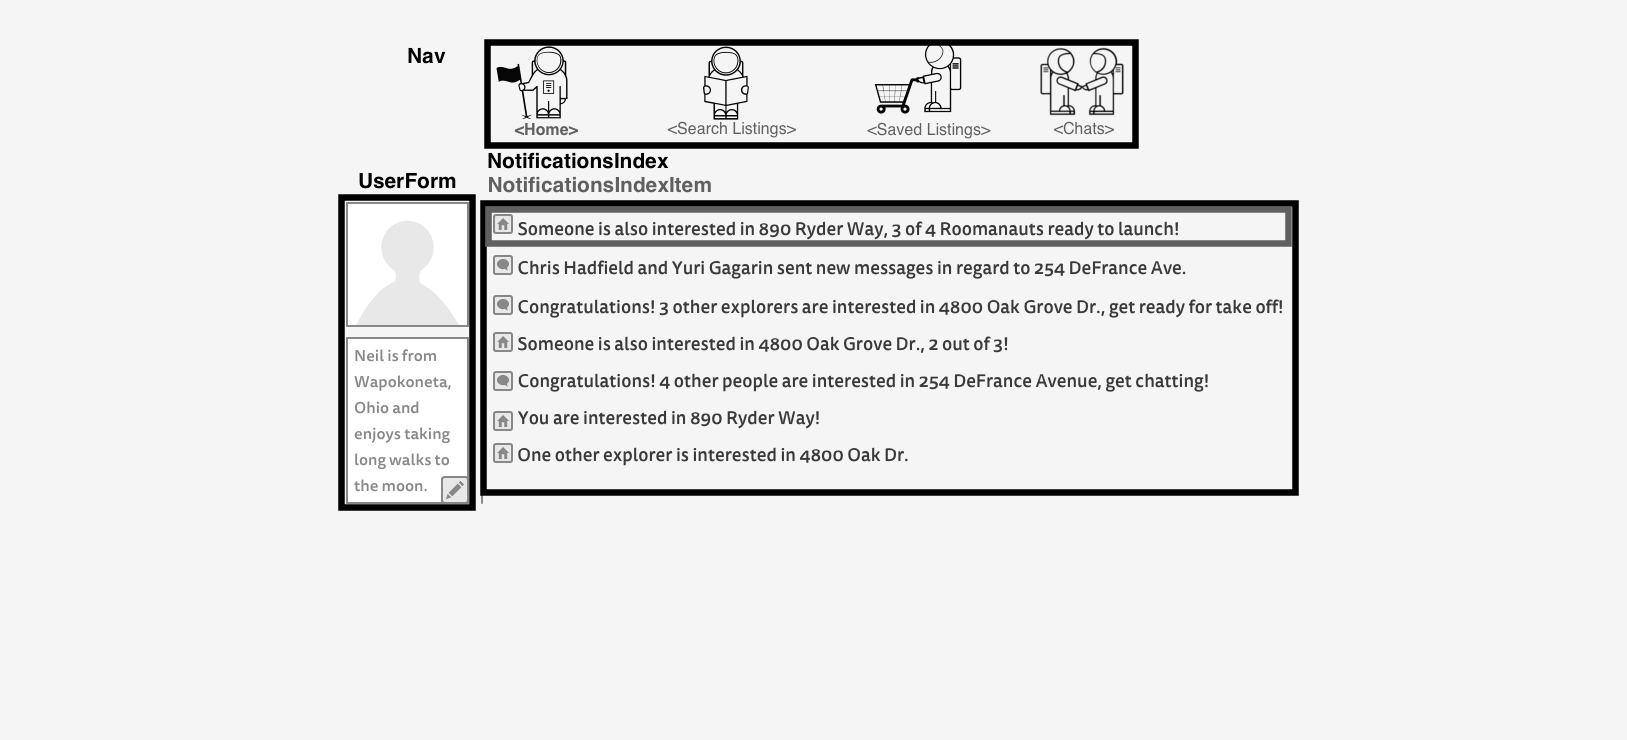 Nav
<Home>
<Search Listings>
<Saved Listings>
<Chats>
NotificationsIndex
NotificationsIndexItem
UserForm
Someone is also interested in 890 Ryder Way, 3 of 4 Roomanauts ready to launch!
Chris Hadfield and Yuri Gagarin sent new messages in regard to 254 DeFrance Ave.
Congratulations! 3 other explorers are interested in 4800 Oak Grove Dr., get ready for take off!
Someone is also interested in 4800 Oak Grove Dr., 2 out of 3!
Congratulations! 4 other people are interested in 254 DeFrance Avenue, get chatting!
You are interested in 890 Ryder Way!
One other explorer is interested in 4800 Oak Dr.
Neil is from
Wapokoneta,
Ohio and
enjoys taking
long walks to
the moon.